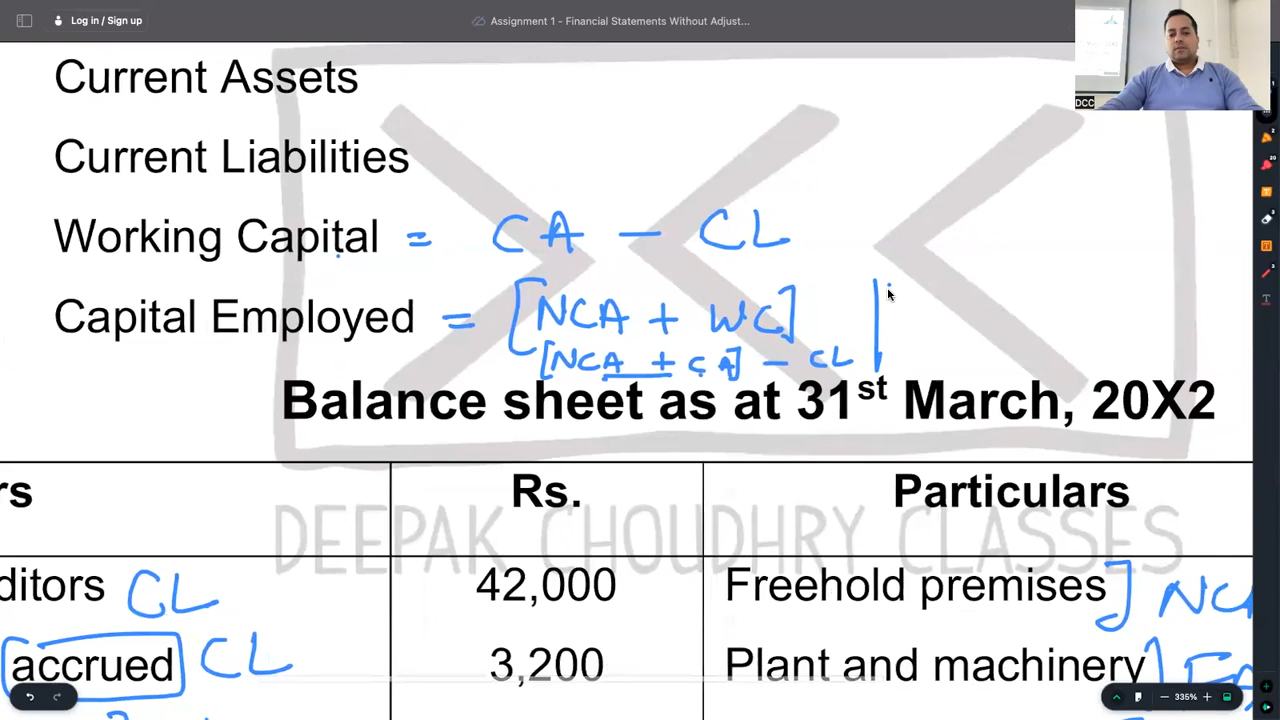 Log in / Sign up
Assignment 1 - Financial Statements Without Adjust...
DCC
Current Assets
Current Liabilities
Working Capital = CA - CL
Capital Employed = [NCA + WC]
[NCA + CA] - CL
Balance sheet as at 31st March, 20X2
rs Rs. Particulars
DEEPAK CHOUDHRY CLASSES
ditors CL 42,000 Freehold premises ] NCA
accrued CL 3,200 Plant and machinery ]
335%